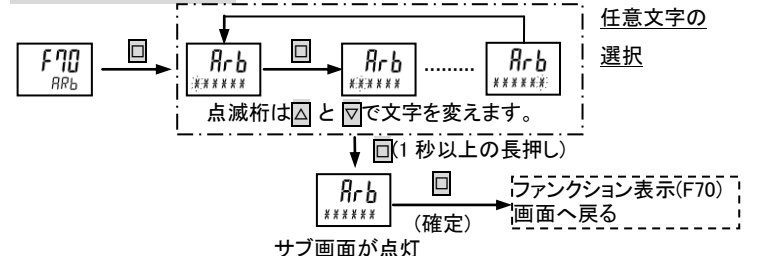 任意文字の
選択
F70
ARb
Arb
******
Arb
******
.........
Arb
******
点滅桁は△ と ▽で文字を変えます。
□(1 秒以上の長押し)
Arb
******
□
(確定)
ファンクション表示(F70)
画面へ戻る
サブ画面が点灯